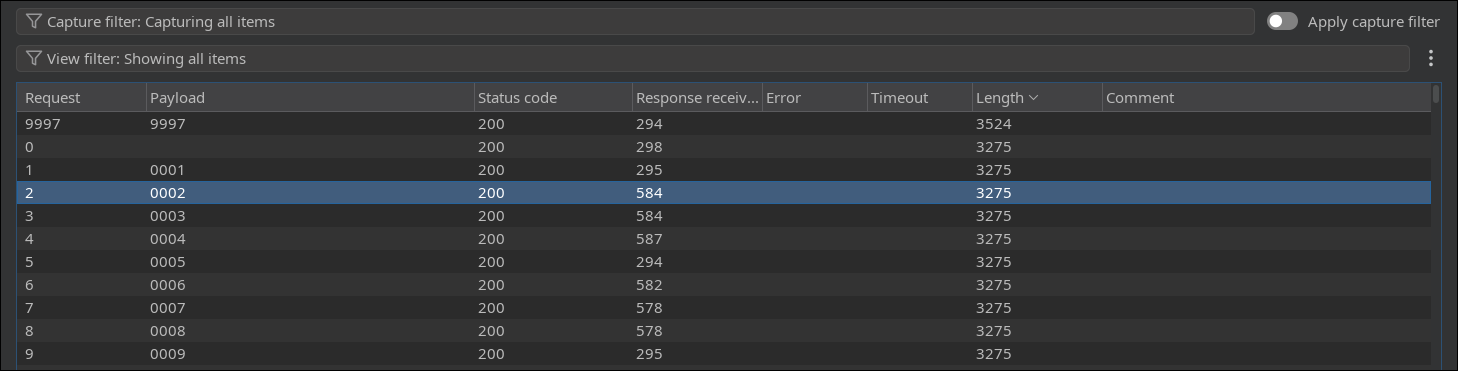 Capture filter: Capturing all items Apply capture filter
View filter: Showing all items
Request Payload Status code Response receiv... Error Timeout Length Comment
9997 9997 200 294 3524
0 200 298 3275
1 0001 200 295 3275
2 0002 200 584 3275
3 0003 200 584 3275
4 0004 200 587 3275
5 0005 200 294 3275
6 0006 200 582 3275
7 0007 200 578 3275
8 0008 200 578 3275
9 0009 200 295 3275